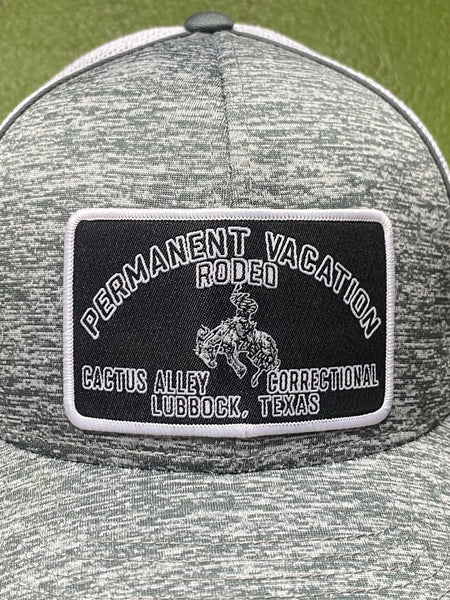 PERMANENT VACATION
RODEO
CACTUS ALLEY CORRECTIONAL
LUBBOCK, TEXAS